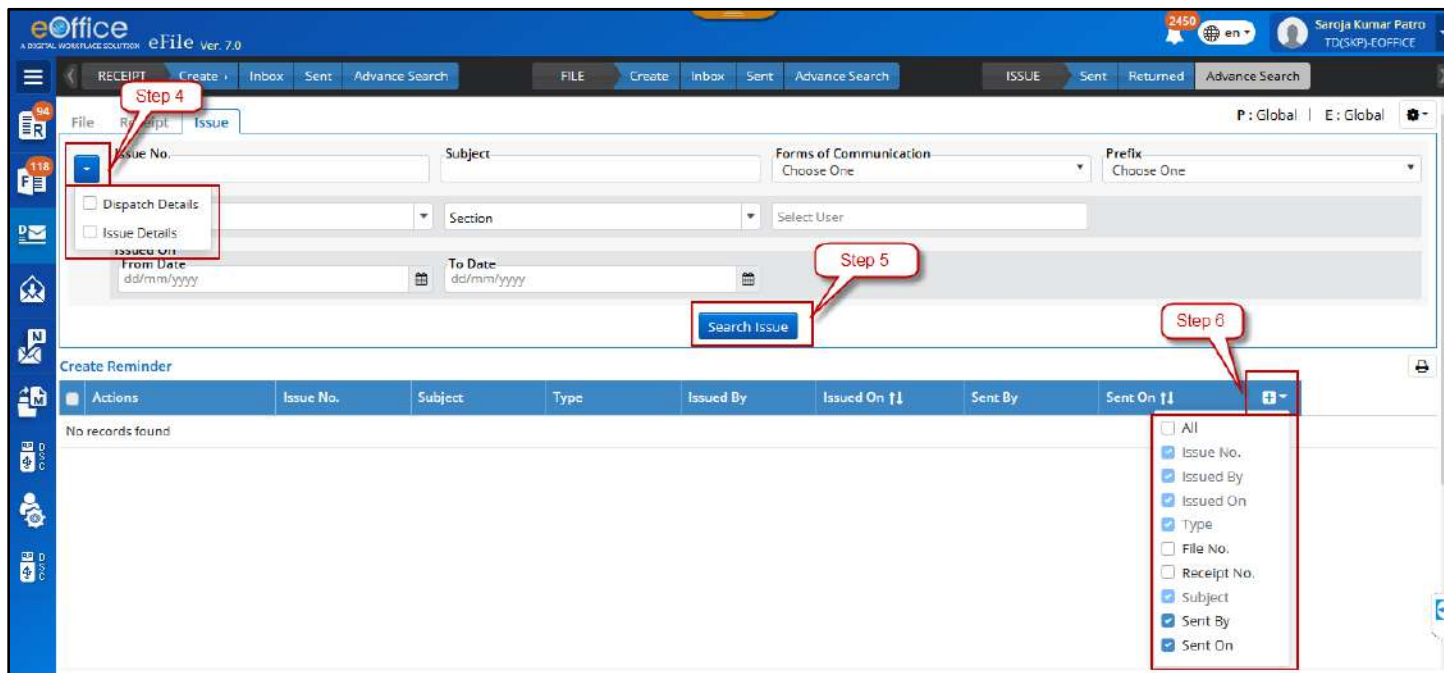 eOffice
A DIGITAL WORKPLACE SOLUTION eFile Ver. 7.0
2450 en Saroja Kumar Patro
TD(SKP)-EOFFICE
RECEIPT Create Inbox Sent Advance Search FILE Create Inbox Sent Advance Search ISSUE Sent Returned Advance Search
Step 4
94 R
File Receipt Issue P : Global | E : Global
Issue No. Subject Forms of Communication Prefix
Choose One Choose One
118 F
Dispatch Details
Section Select User
D
Issue Details
Issued On
From Date To Date
dd/mm/yyyy dd/mm/yyyy
Step 5
Search Issue
Step 6
N
Create Reminder
M
Actions Issue No. Subject Type Issued By Issued On Sent By Sent On
No records found
DSC
All
Issue No.
Issued By
Issued On
Type
File No.
DSC
Receipt No.
Subject
Sent By
Sent On